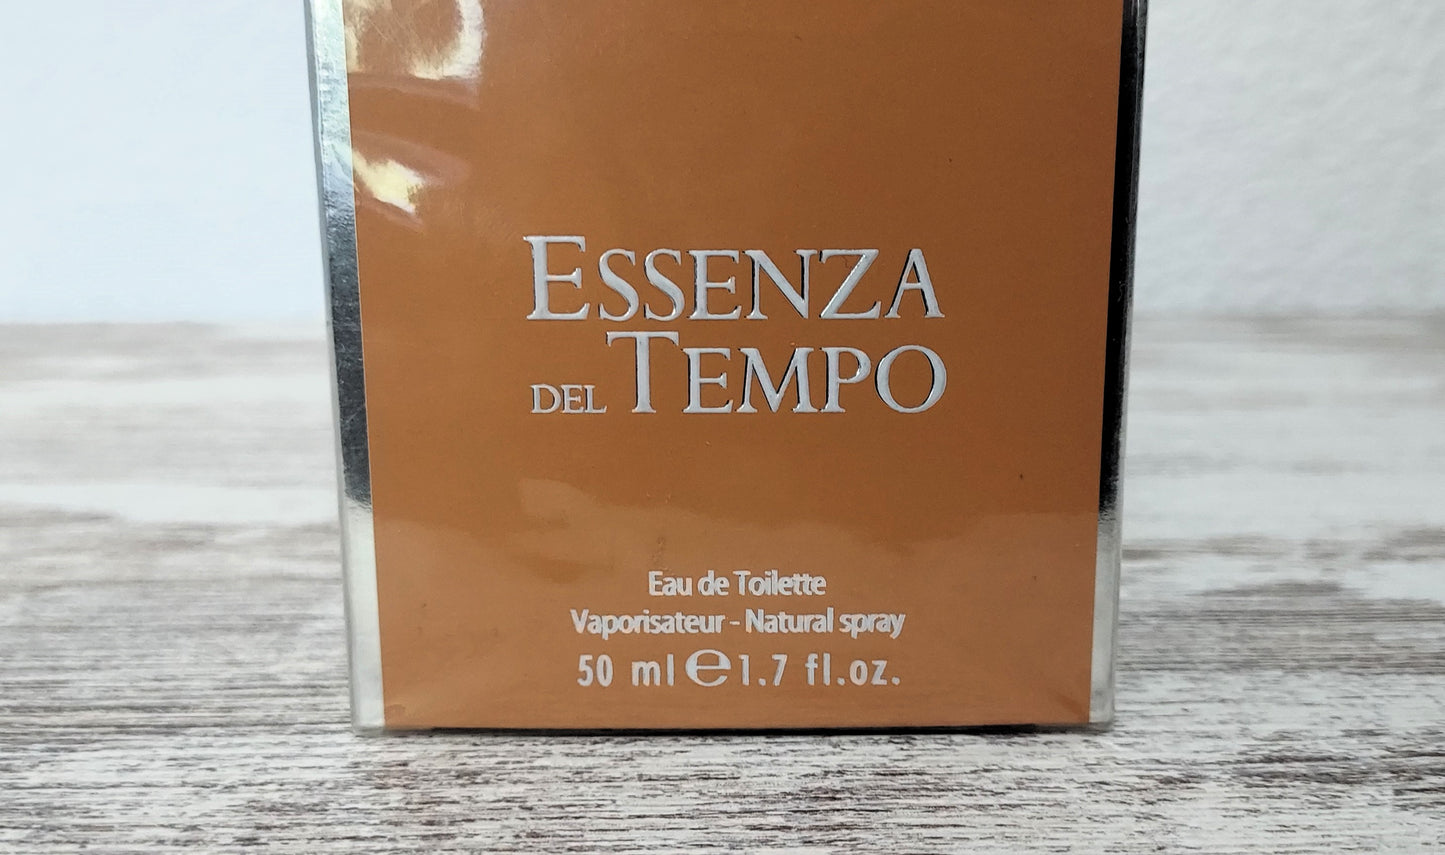 ESSENZA
DEL TEMPO
Eau de Toilette
Vaporisateur - Natural spray
50 ml ℮ 1.7 fl.oz.